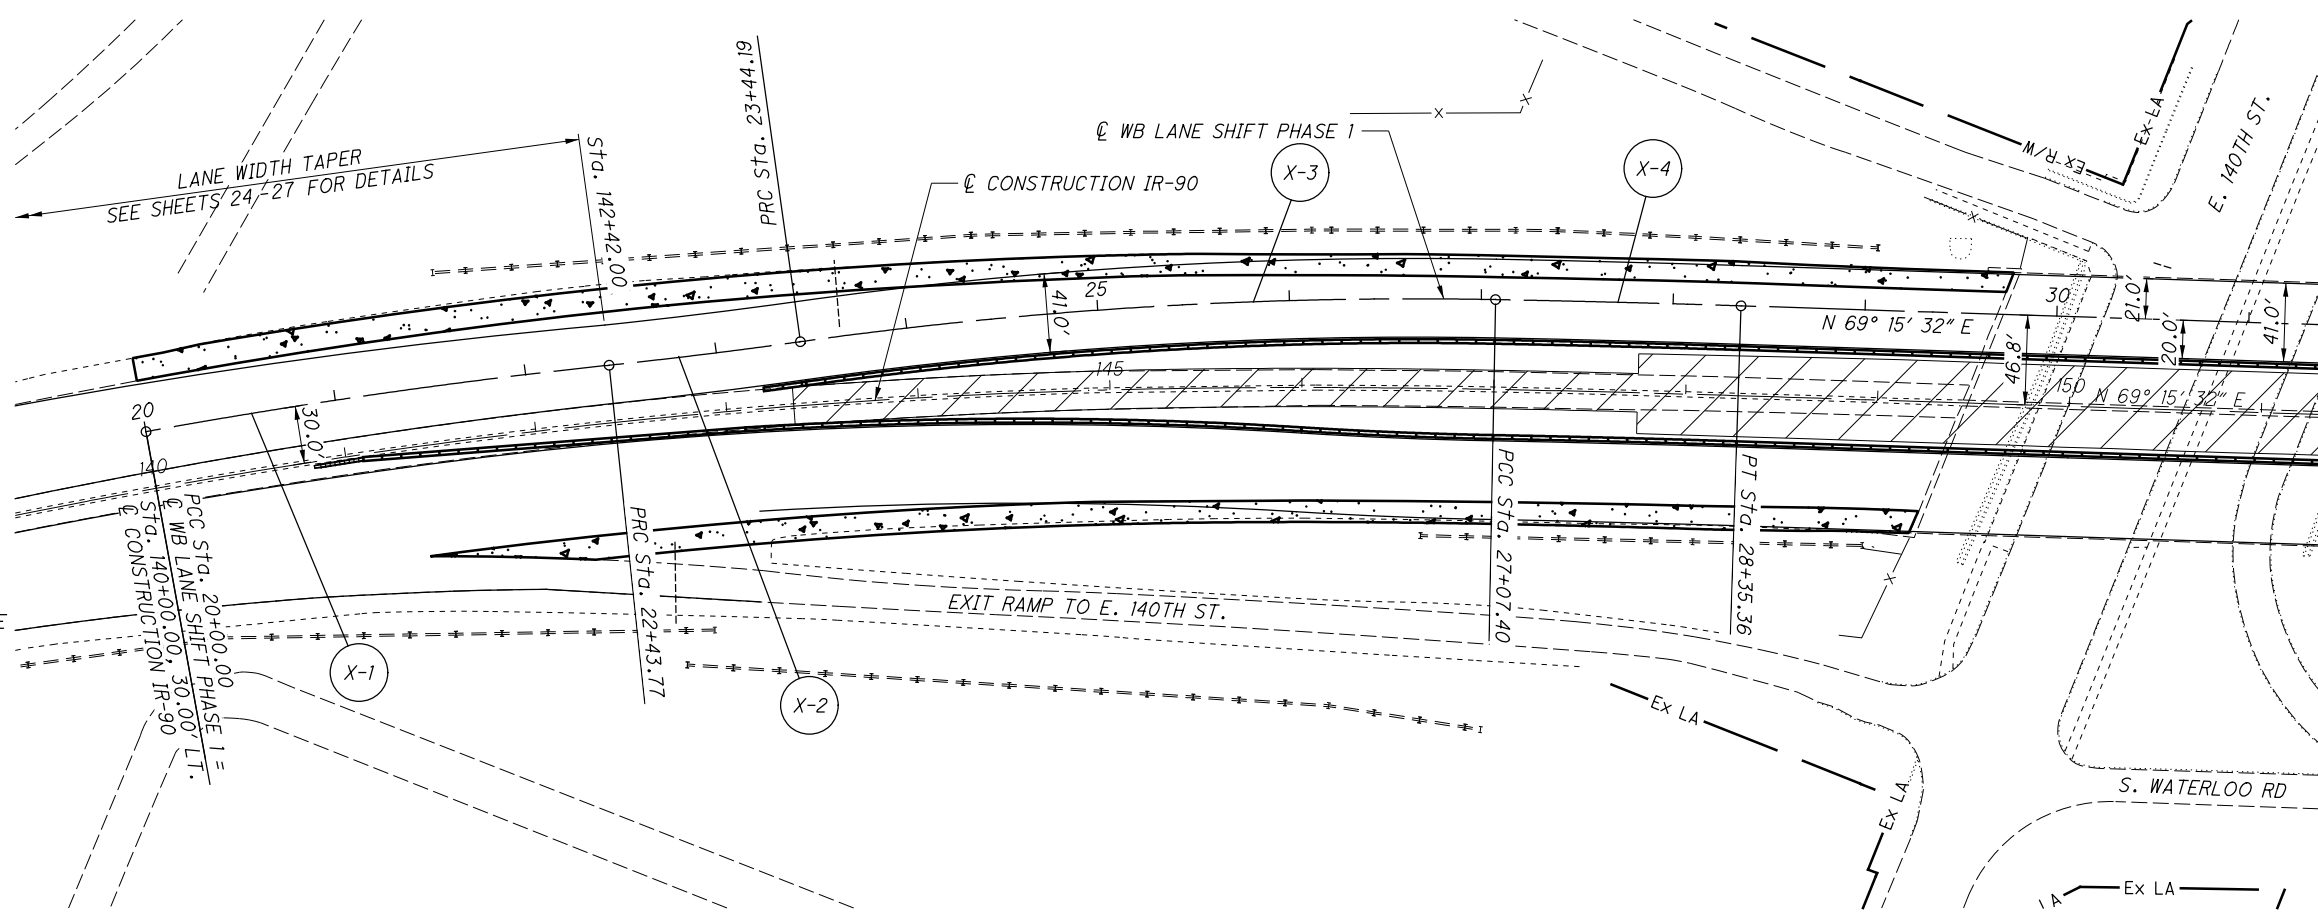 LANE WIDTH TAPER
SEE SHEETS 24-27 FOR DETAILS
Sta. 142+42.00
PRC Sta. 23+44.19
℄ WB LANE SHIFT PHASE 1
℄ CONSTRUCTION IR-90
X-3
X-4
Ex R/W
Ex-LA
E. 140TH ST.
25
41.0'
30
N 69° 15' 32" E
21.0'
20.0'
41.0'
46.8'
145
150
N 69° 15' 32" E
20
140
30.0'
PCC Sta. 20+00.00
℄ WB LANE SHIFT PHASE 1 =
Sta. 140+00.00, 30.00' LT.
℄ CONSTRUCTION IR-90
X-1
PRC Sta. 22+43.77
X-2
EXIT RAMP TO E. 140TH ST.
PCC Sta. 27+07.40
PT Sta. 28+35.36
Ex LA
Ex LA
S. WATERLOO RD
Ex LA
LA